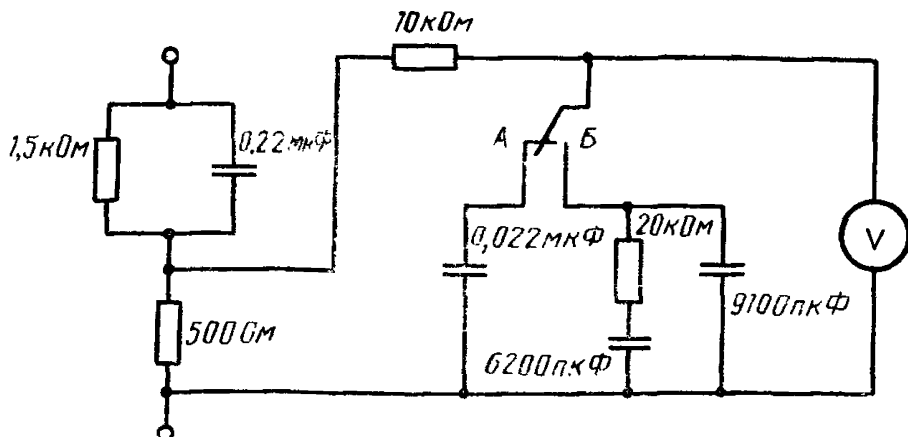 10кОм
1,5кОм
0,22мкФ
А Б
0,022мкФ
20кОм
V
500Ом
9100пкФ
6200пкФ